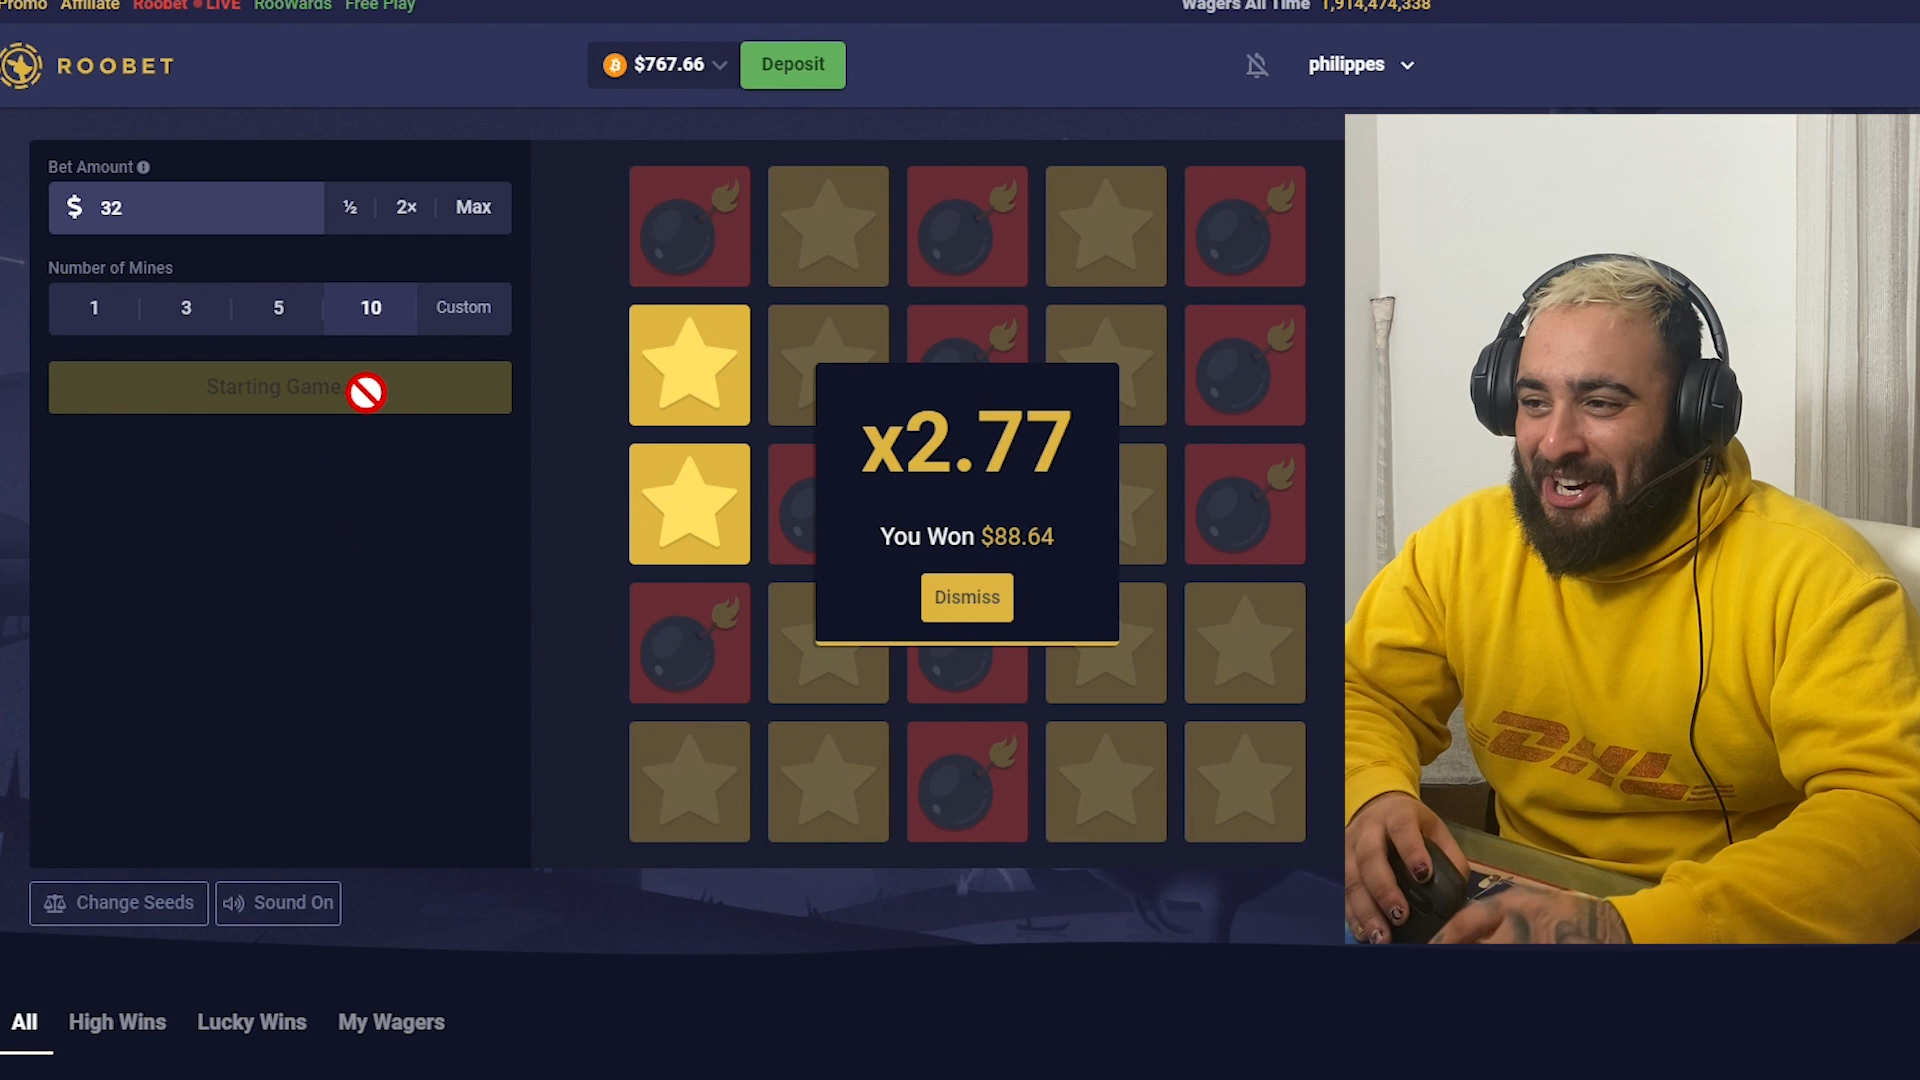 Promo Affiliate Roobet LIVE RooWards Free Play Wagers All Time 1,914,474,338
ROOBET $767.66 Deposit philippes
Bet Amount
$ 32 ½ 2× Max
Number of Mines
1 3 5 10 Custom
Starting Game
x2.77
You Won $88.64
Dismiss
DHL
Change Seeds Sound On
All High Wins Lucky Wins My Wagers